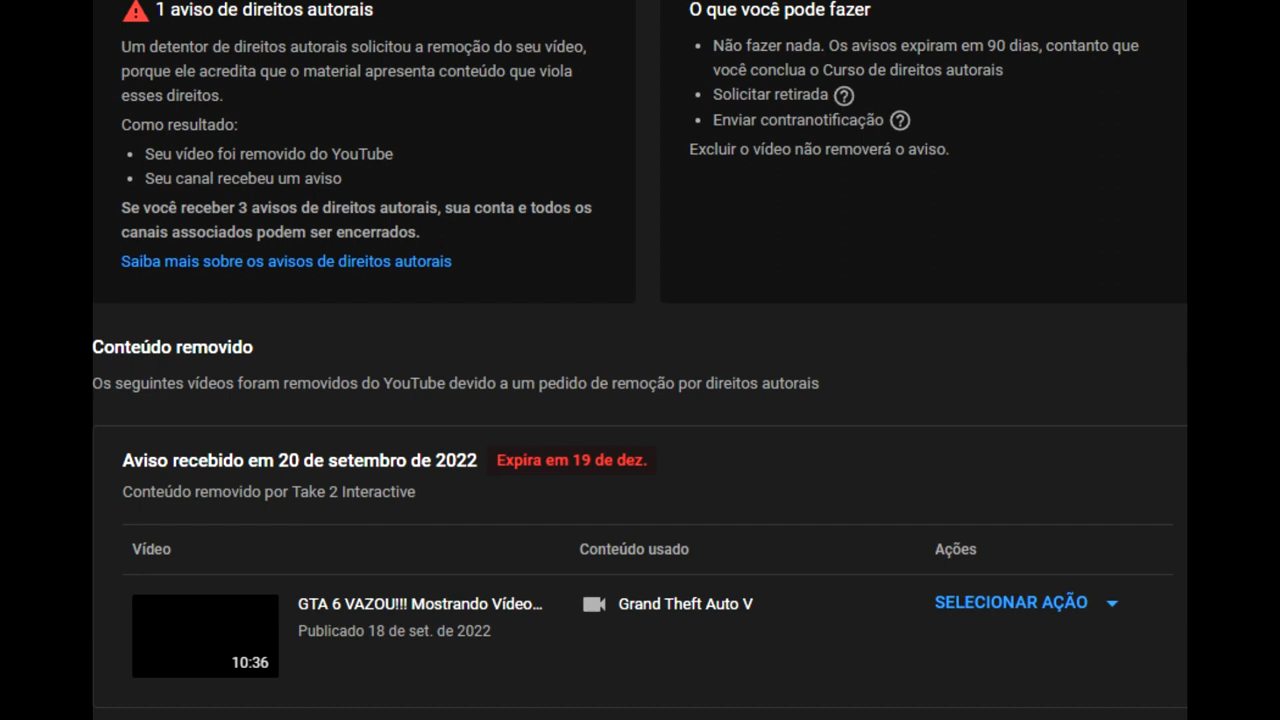 1 aviso de direitos autorais
Um detentor de direitos autorais solicitou a remoção do seu vídeo,
porque ele acredita que o material apresenta conteúdo que viola
esses direitos.
Como resultado:
• Seu vídeo foi removido do YouTube
• Seu canal recebeu um aviso
Se você receber 3 avisos de direitos autorais, sua conta e todos os
canais associados podem ser encerrados.
Saiba mais sobre os avisos de direitos autorais
O que você pode fazer
• Não fazer nada. Os avisos expiram em 90 dias, contanto que
você conclua o Curso de direitos autorais
• Solicitar retirada ?
• Enviar contranotificação ?
Excluir o vídeo não removerá o aviso.
Conteúdo removido
Os seguintes vídeos foram removidos do YouTube devido a um pedido de remoção por direitos autorais
Aviso recebido em 20 de setembro de 2022 Expira em 19 de dez.
Conteúdo removido por Take 2 Interactive
Vídeo Conteúdo usado Ações
GTA 6 VAZOU!!! Mostrando Vídeo... Grand Theft Auto V SELECIONAR AÇÃO
Publicado 18 de set. de 2022
10:36